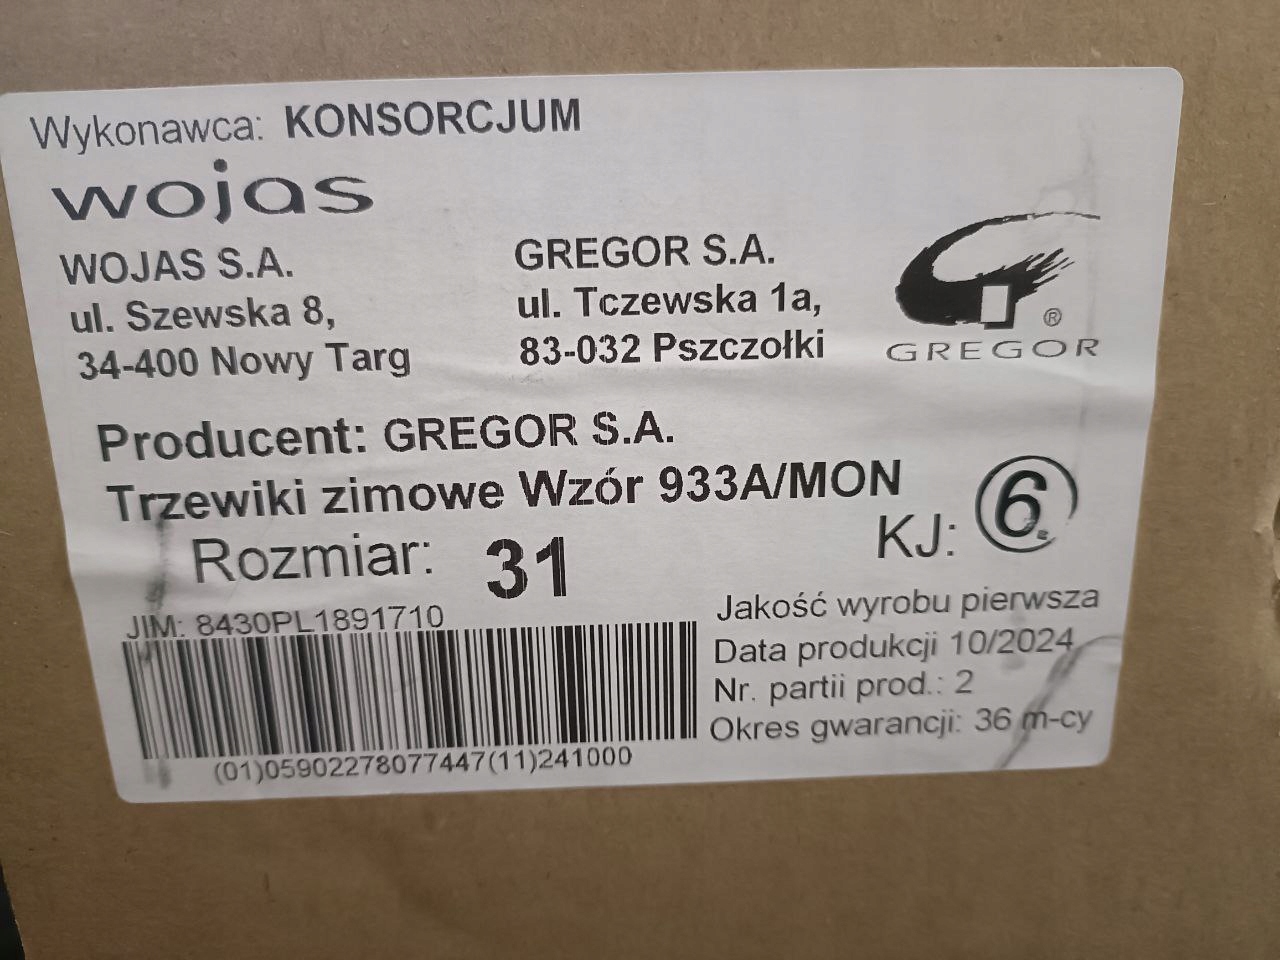 Wykonawca: KONSORCJUM
wojas
WOJAS S.A.
ul. Szewska 8,
34-400 Nowy Targ
GREGOR S.A.
ul. Tczewska 1a,
83-032 Pszczołki
®
GREGOR
Producent: GREGOR S.A.
Trzewiki zimowe Wzór 933A/MON
Rozmiar: 31
KJ: 6
JIM: 8430PL1891710
(01)05902278077447(11)241000
Jakość wyrobu pierwsza
Data produkcji 10/2024
Nr. partii prod.: 2
Okres gwarancji: 36 m-cy